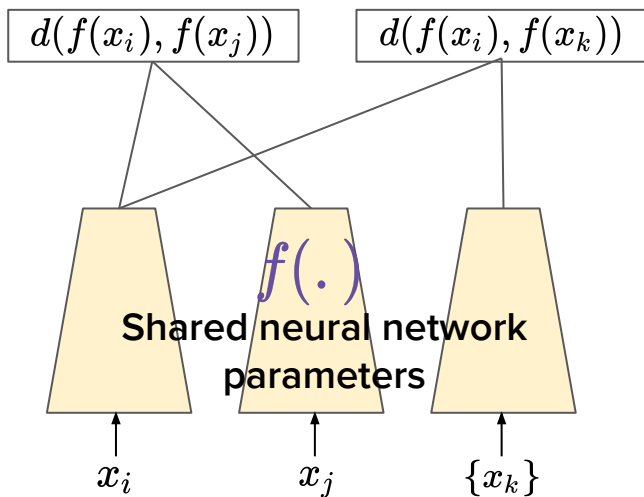 d(f(x_i), f(x_j))
d(f(x_i), f(x_k))
f(.)
Shared neural network
parameters
x_i
x_j
{x_k}